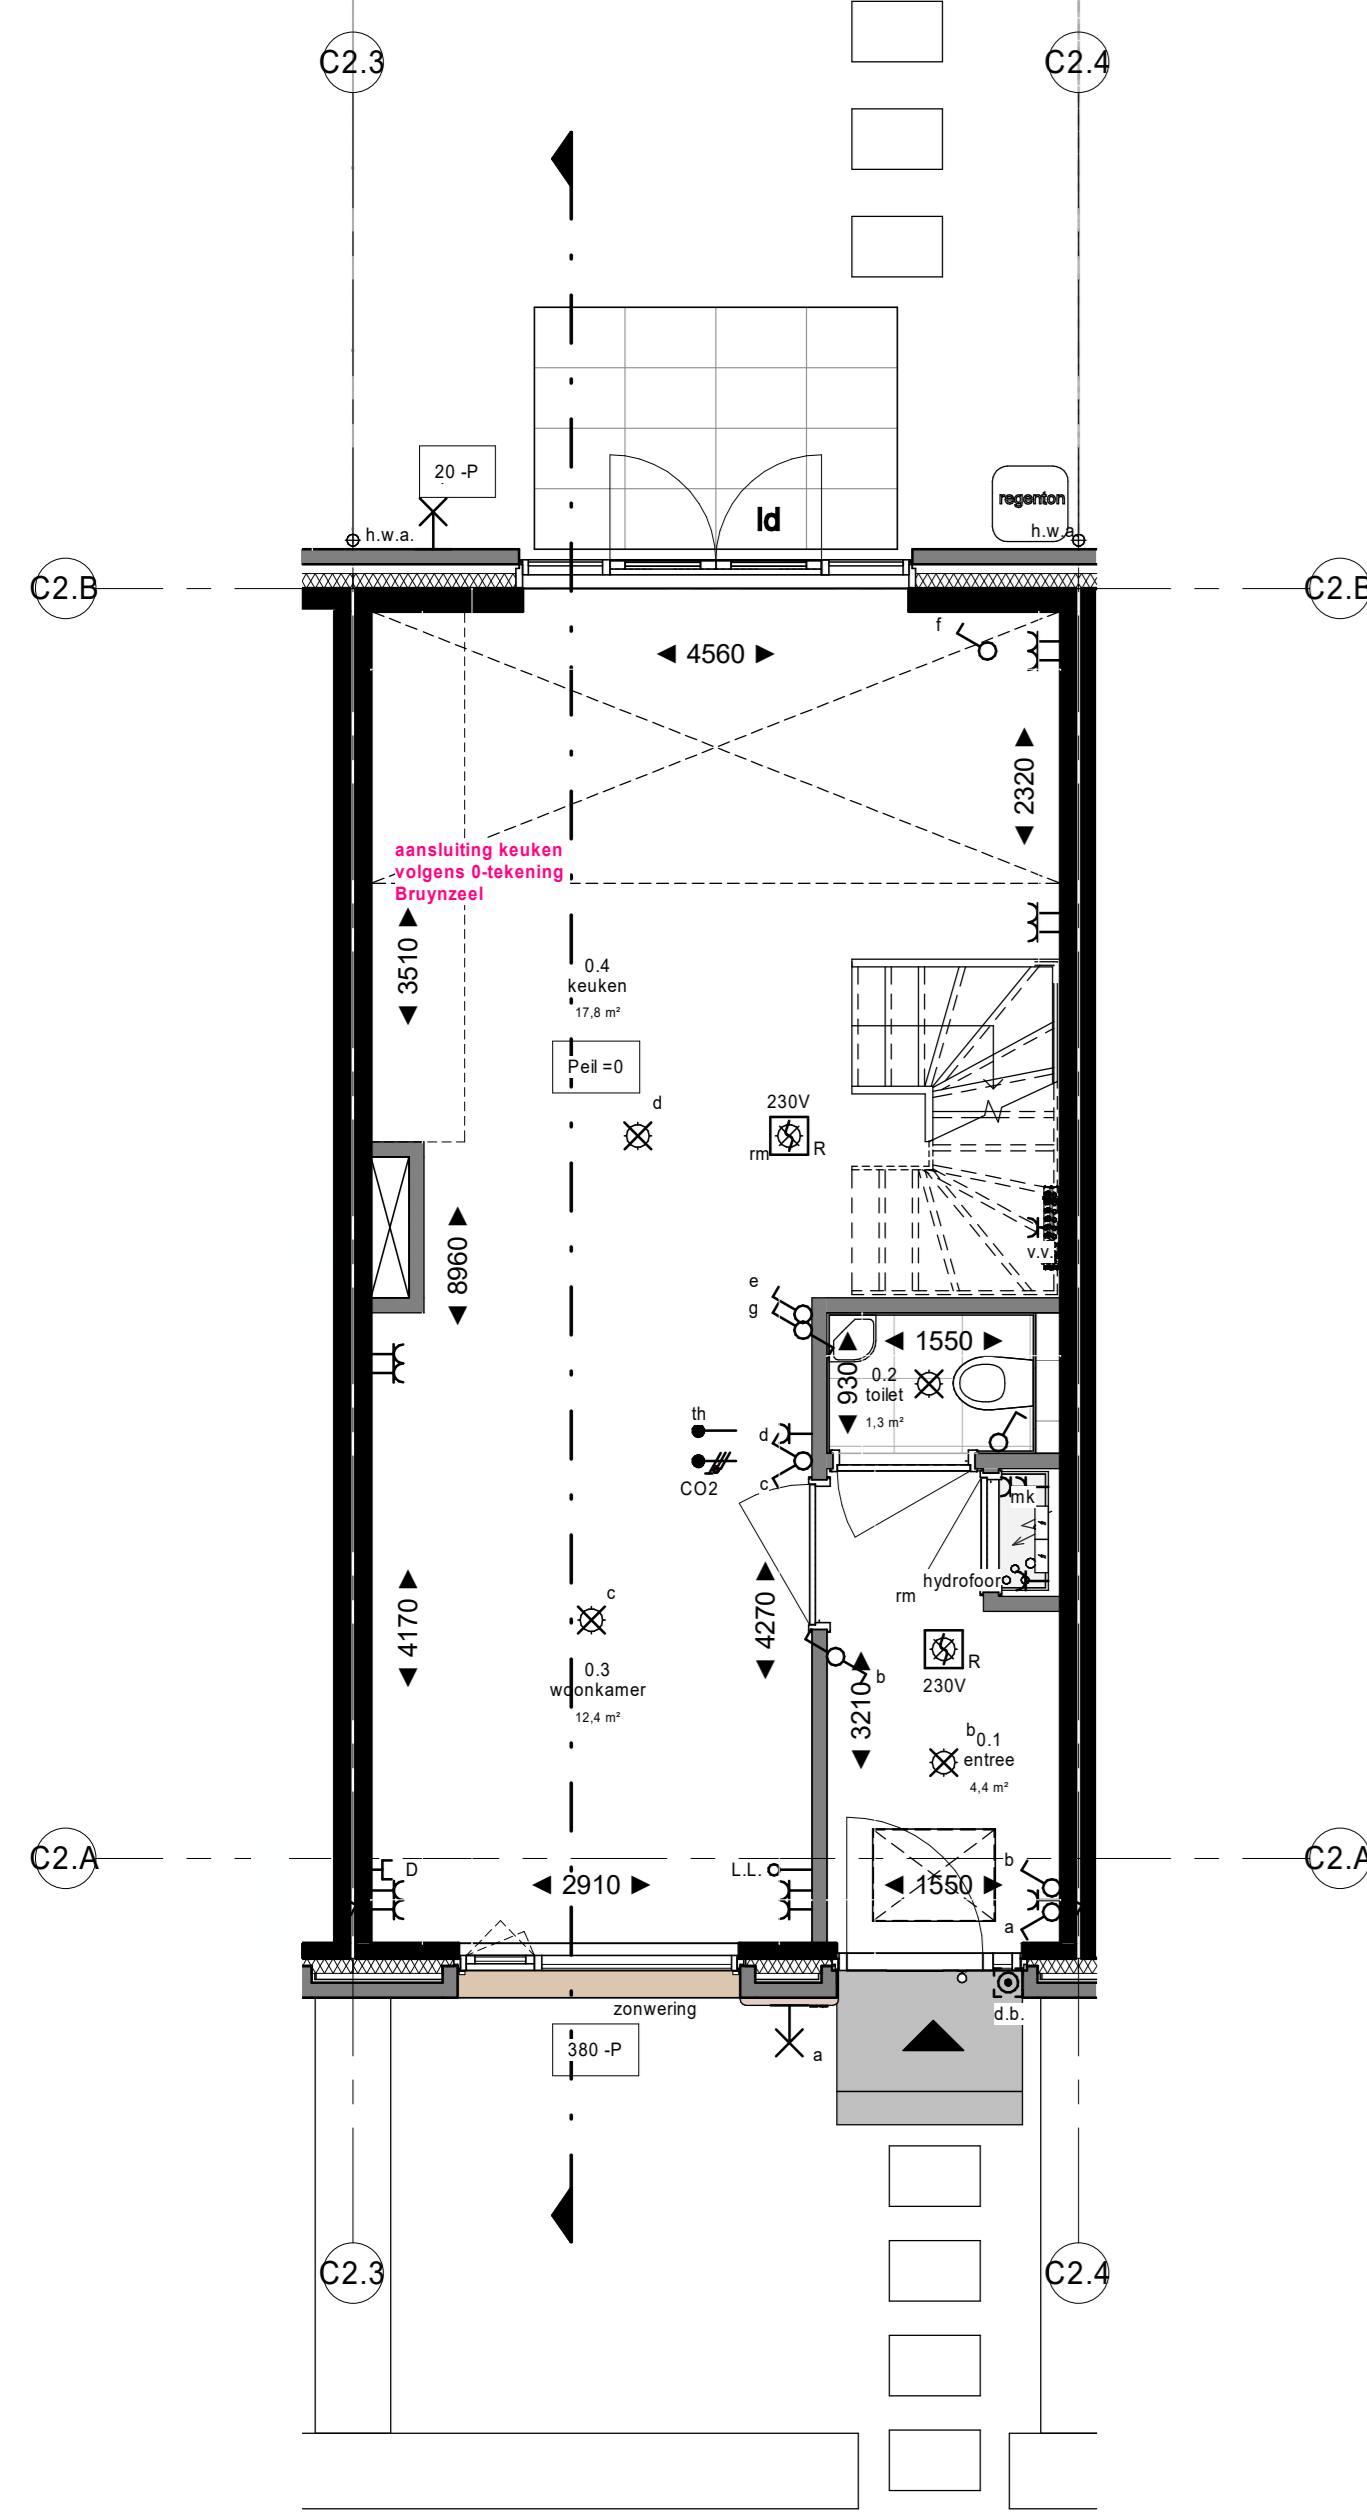 C2.3
C2.4
20 -P
ld
regenton
h.w.a.
h.w.a.
C2.B
C2.B
f
4560
2320
aansluiting keuken
volgens 0-tekening
Bruynzeel
3510
0.4
keuken
17,8 m²
Peil =0
d
230V
rm
R
8960
v.v.
e
g
1550
930
0.2
toilet
1,3 m²
th
d
CO2
c
mk
hydrofoor
rm
c
4170
4270
0.3
woonkamer
12,4 m²
b
R
230V
3210
b
0.1
entree
4,4 m²
C2.A
C2.A
D
L.L.
b
2910
1550
a
zonwering
d.b.
380 -P
a
C2.3
C2.4